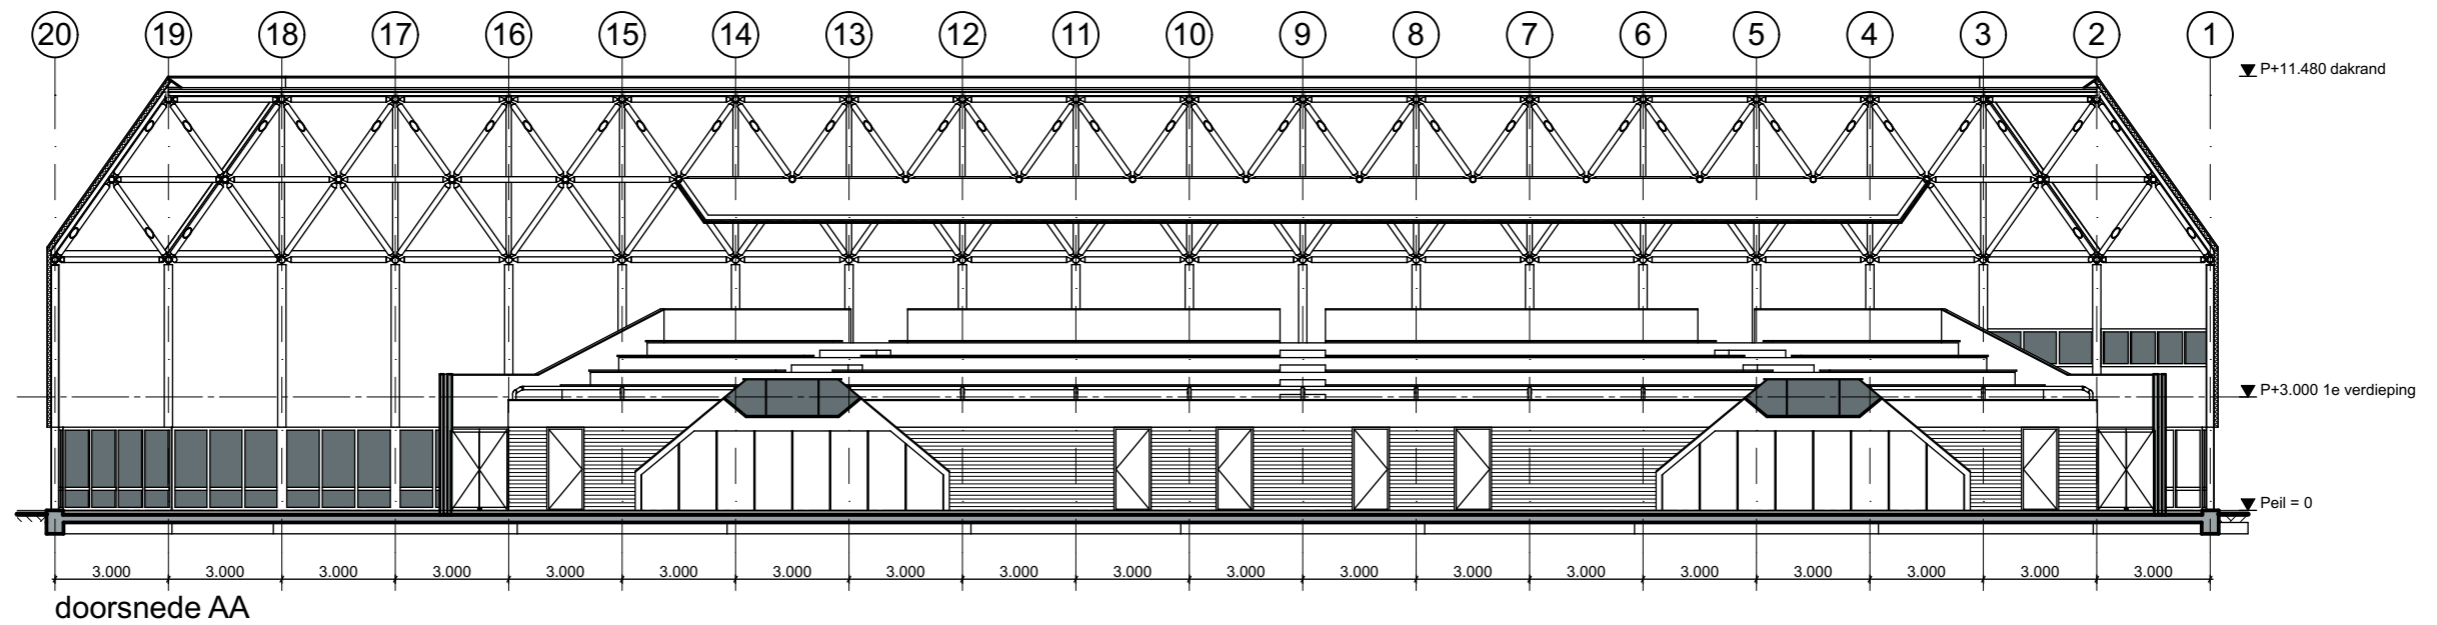 20 19 18 17 16 15 14 13 12 11 10 9 8 7 6 5 4 3 2 1
P+11.480 dakrand
P+3.000 1e verdieping
Peil = 0
3.000 3.000 3.000 3.000 3.000 3.000 3.000 3.000 3.000 3.000 3.000 3.000 3.000 3.000 3.000 3.000 3.000 3.000 3.000
doorsnede AA